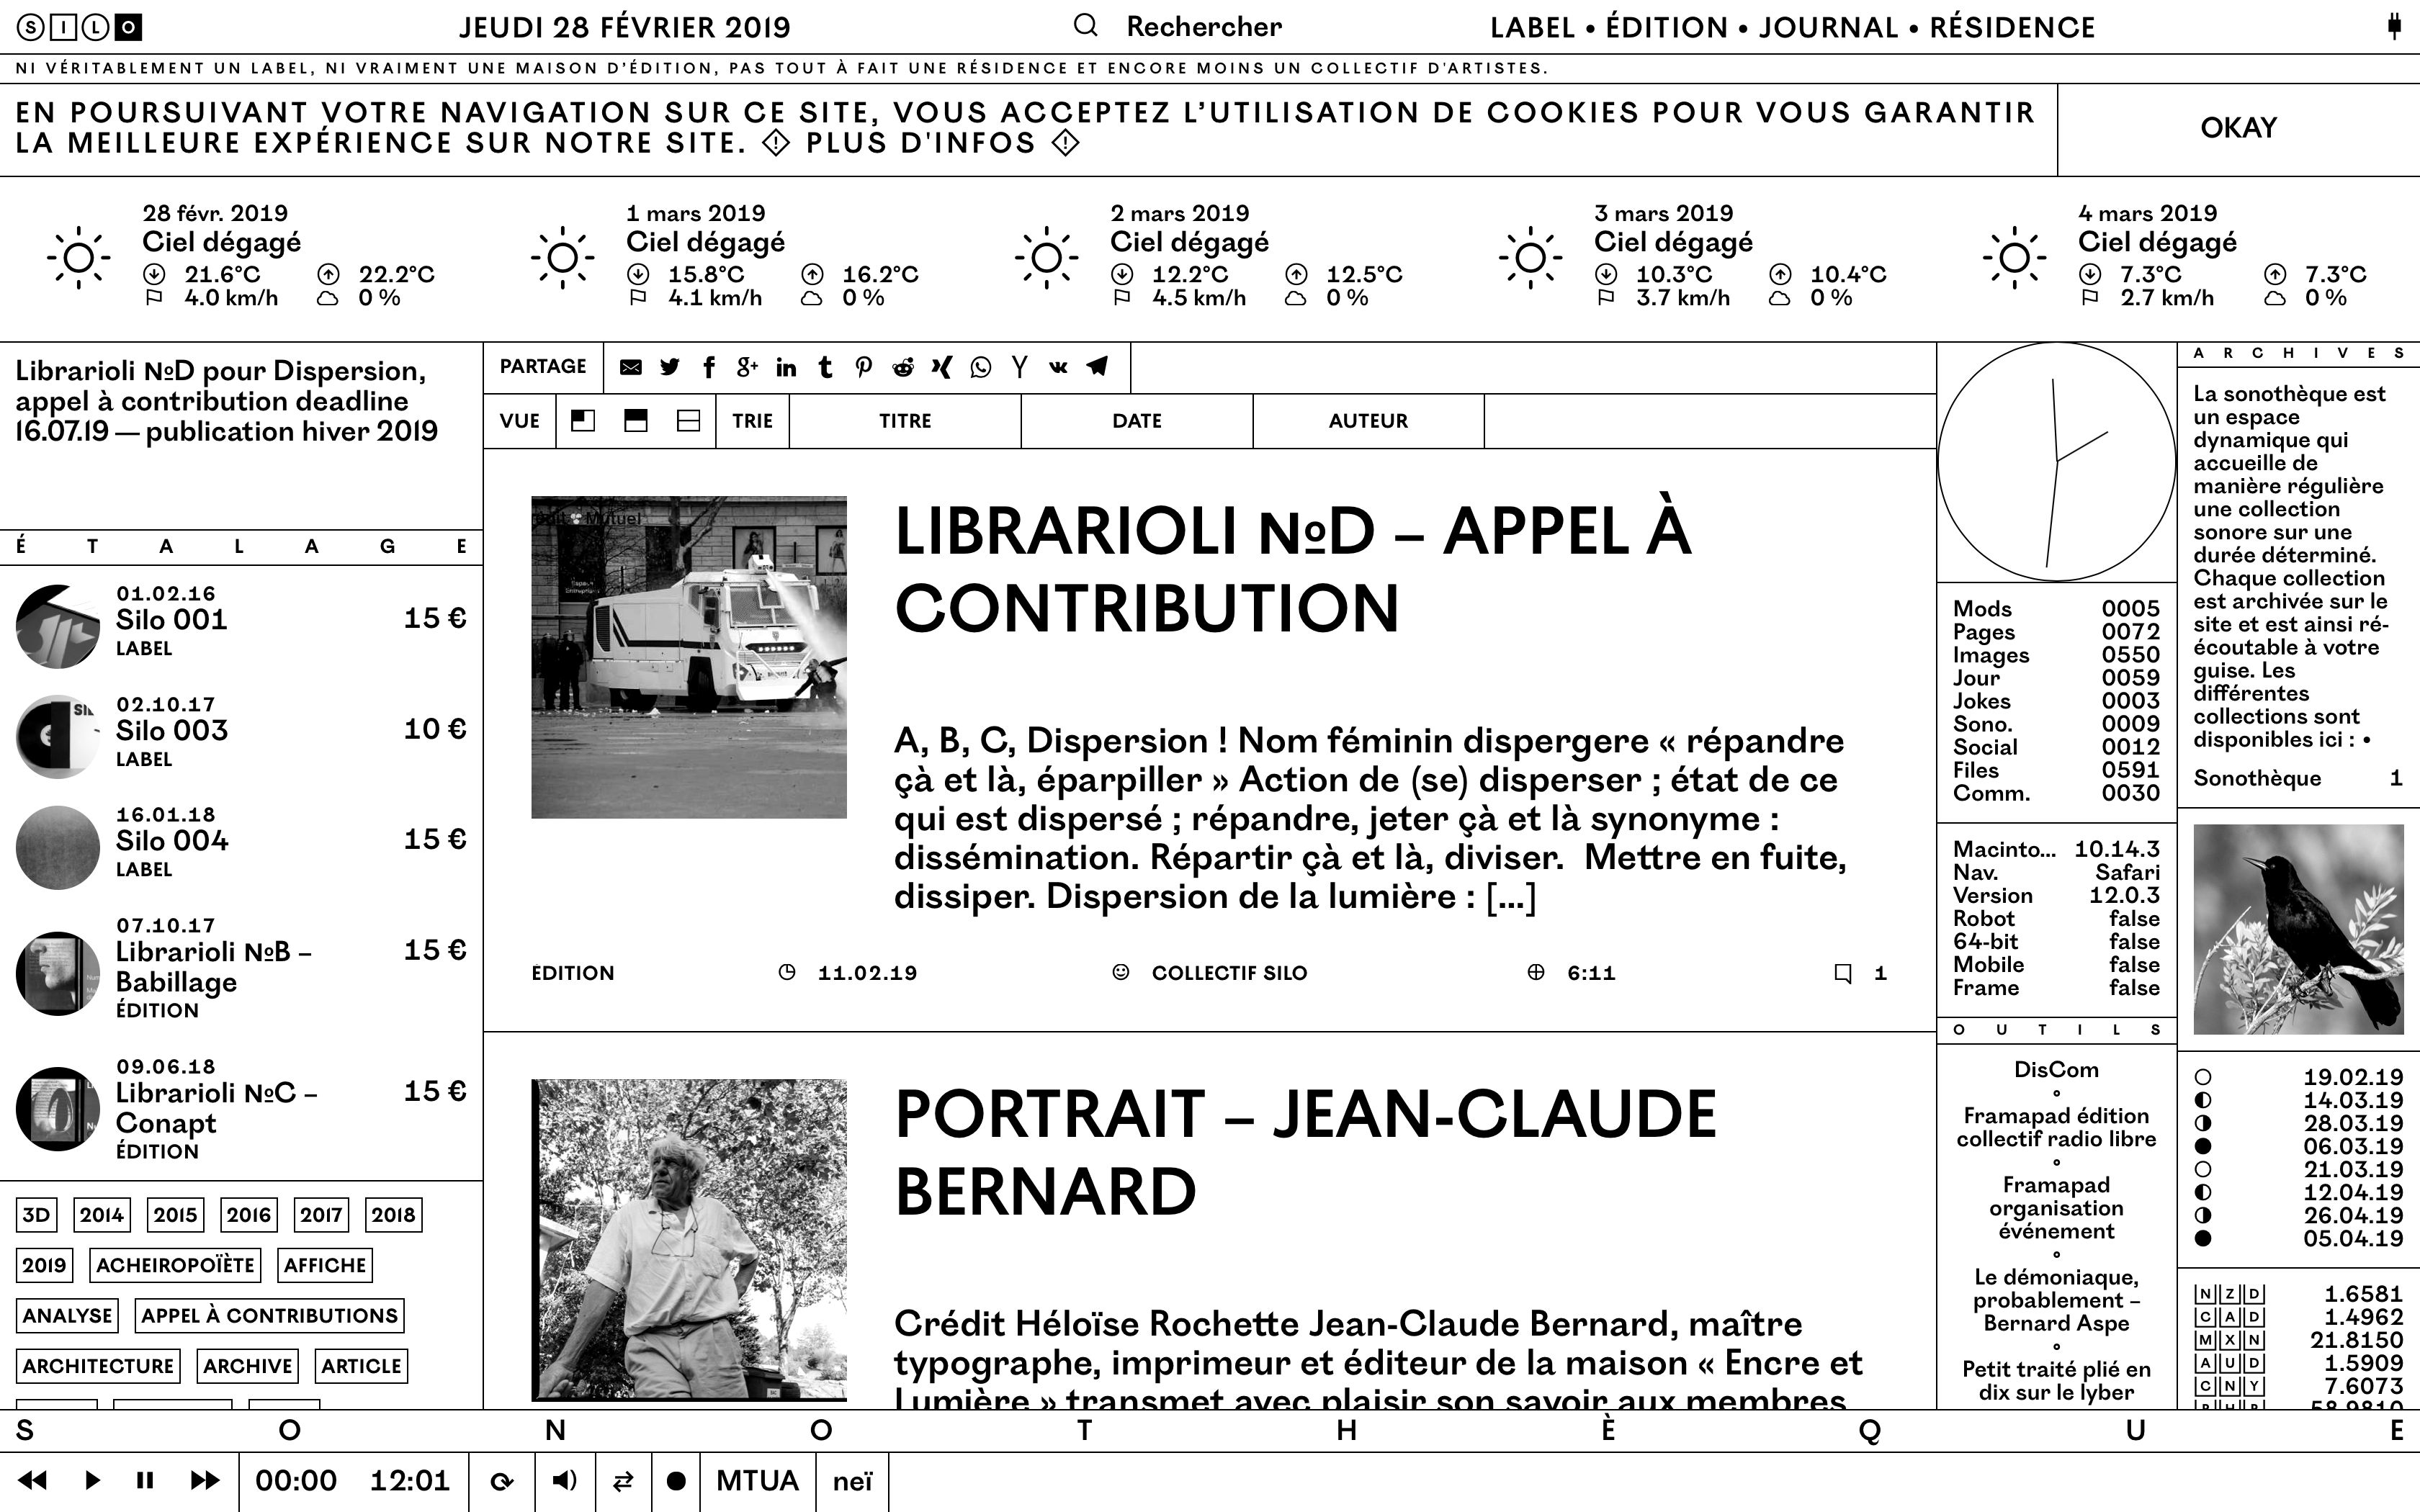 SILO
JEUDI 28 FÉVRIER 2019
Rechercher
LABEL • ÉDITION • JOURNAL • RÉSIDENCE
NI VÉRITABLEMENT UN LABEL, NI VRAIMENT UNE MAISON D'ÉDITION, PAS TOUT À FAIT UNE RÉSIDENCE ET ENCORE MOINS UN COLLECTIF D'ARTISTES.
EN POURSUIVANT VOTRE NAVIGATION SUR CE SITE, VOUS ACCEPTEZ L'UTILISATION DE COOKIES POUR VOUS GARANTIR
LA MEILLEURE EXPÉRIENCE SUR NOTRE SITE. PLUS D'INFOS
OKAY
28 févr. 2019
Ciel dégagé
21.6°C 22.2°C
4.0 km/h 0 %
1 mars 2019
Ciel dégagé
15.8°C 16.2°C
4.1 km/h 0 %
2 mars 2019
Ciel dégagé
12.2°C 12.5°C
4.5 km/h 0 %
3 mars 2019
Ciel dégagé
10.3°C 10.4°C
3.7 km/h 0 %
4 mars 2019
Ciel dégagé
7.3°C 7.3°C
2.7 km/h 0 %
Librarioli №D pour Dispersion,
appel à contribution deadline
16.07.19 — publication hiver 2019
ÉTALAGE
01.02.16
Silo 001 15 €
LABEL
02.10.17
Silo 003 10 €
LABEL
16.01.18
Silo 004 15 €
LABEL
07.10.17
Librarioli №B – 15 €
Babillage
ÉDITION
09.06.18
Librarioli №C – 15 €
Conapt
ÉDITION
3D 2014 2015 2016 2017 2018
2019 ACHEIROPOÏÈTE AFFICHE
ANALYSE APPEL À CONTRIBUTIONS
ARCHITECTURE ARCHIVE ARTICLE
PARTAGE
VUE TRIE TITRE DATE AUTEUR
Mutuel
LIBRARIOLI №D – APPEL À
CONTRIBUTION
A, B, C, Dispersion ! Nom féminin dispergere « répandre
çà et là, éparpiller » Action de (se) disperser ; état de ce
qui est dispersé ; répandre, jeter çà et là synonyme :
dissémination. Répartir çà et là, diviser.  Mettre en fuite,
dissiper. Dispersion de la lumière : [...]
ÉDITION 11.02.19 COLLECTIF SILO 6:11 1
PORTRAIT – JEAN-CLAUDE
BERNARD
Crédit Héloïse Rochette Jean-Claude Bernard, maître
typographe, imprimeur et éditeur de la maison « Encre et
Lumière » transmet avec plaisir son savoir aux membres
Mods 0005
Pages 0072
Images 0550
Jour 0059
Jokes 0003
Sono. 0009
Social 0012
Files 0591
Comm. 0030
Macinto... 10.14.3
Nav. Safari
Version 12.0.3
Robot false
64-bit false
Mobile false
Frame false
OUTILS
DisCom
Framapad édition
collectif radio libre
Framapad
organisation
événement
Le démoniaque,
probablement –
Bernard Aspe
Petit traité plié en
dix sur le lyber
ARCHIVES
La sonothèque est
un espace
dynamique qui
accueille de
manière régulière
une collection
sonore sur une
durée déterminé.
Chaque collection
est archivée sur le
site et est ainsi ré-
écoutable à votre
guise. Les
différentes
collections sont
disponibles ici : •
Sonothèque 1
19.02.19
14.03.19
28.03.19
06.03.19
21.03.19
12.04.19
26.04.19
05.04.19
NZD 1.6581
CAD 1.4962
MXN 21.8150
AUD 1.5909
CNY 7.6073
PHP 58.9810
SONOTHÈQUE
00:00 12:01 MTUA neï